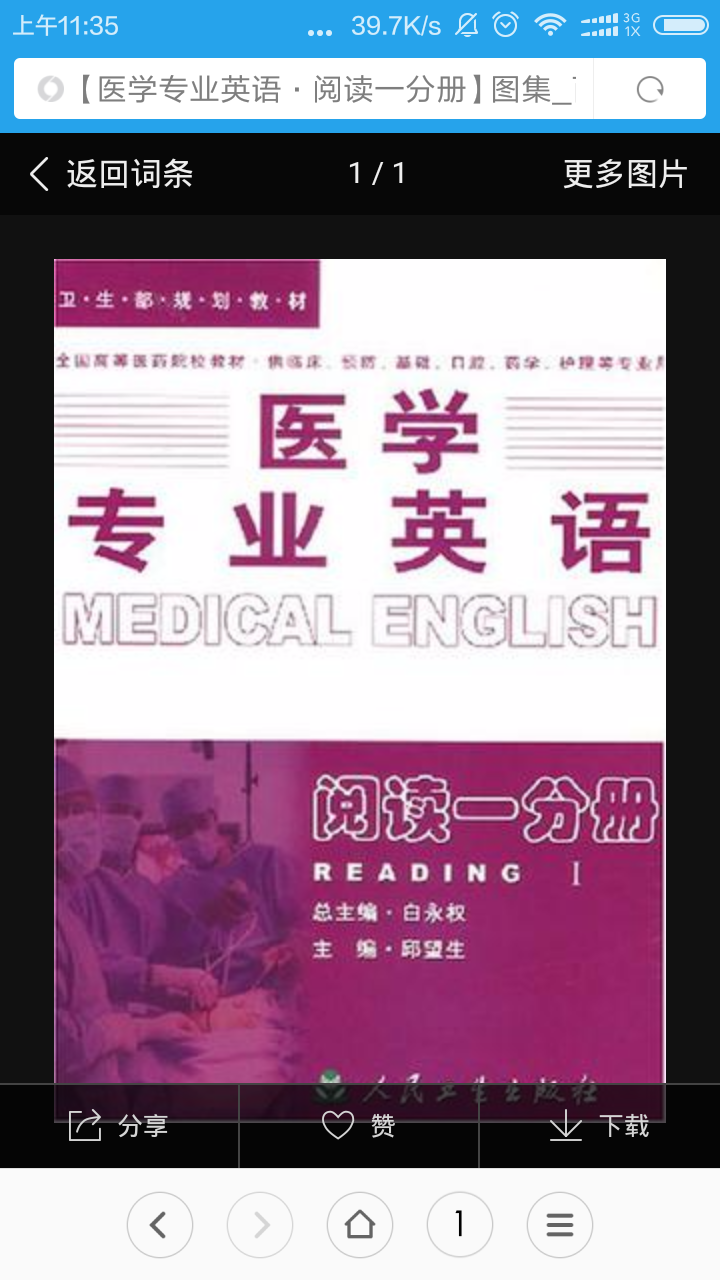 上午11:35
... 39.7K/s 3G 1X
【医学专业英语·阅读一分册】图集_
返回词条 1 / 1 更多图片
卫·生·部·规·划·教·材
全国高等医药院校教材·供临床、预防、基础、口腔、药学、护理等专业用
医学
专业英语
MEDICAL ENGLISH
阅读一分册
READING I
总主编·白永权
主 编·邱望生
人民卫生出版社
分享 赞 下载
1